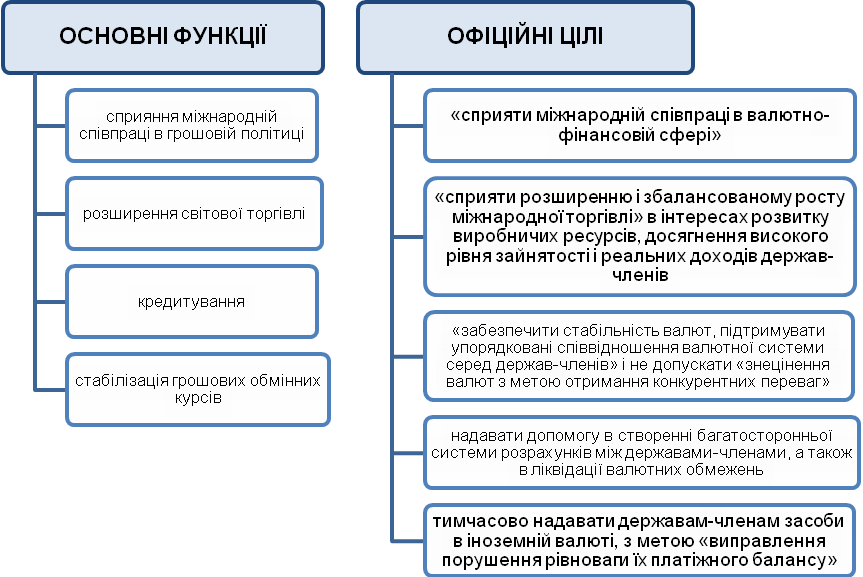 ОСНОВНІ ФУНКЦІЇ
сприяння міжнародній
співпраці в грошовій політиці
розширення світової торгівлі
кредитування
стабілізація грошових обмінних
курсів
ОФІЦІЙНІ ЦІЛІ
«сприяти міжнародній співпраці в валютно-
фінансовій сфері»
«сприяти розширенню і збалансованому росту
міжнародної торгівлі» в інтересах розвитку
виробничих ресурсів, досягнення високого
рівня зайнятості і реальних доходів держав-
членів
«забезпечити стабільність валют, підтримувати
упорядковані співвідношення валютної системи
серед держав-членів» і не допускати «знецінення
валют з метою отримання конкурентних переваг»
надавати допомогу в створенні багатосторонньої
системи розрахунків між державами-членами, а також
в ліквідації валютних обмежень
тимчасово надавати державам-членам засоби
в іноземній валюті, з метою «виправлення
порушення рівноваги їх платіжного балансу»